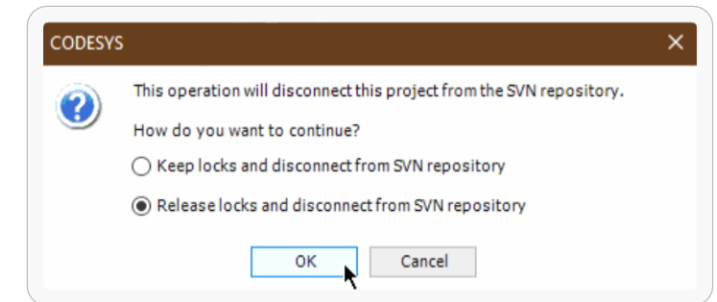 CODESYS
This operation will disconnect this project from the SVN repository.
How do you want to continue?
Keep locks and disconnect from SVN repository
Release locks and disconnect from SVN repository
OK Cancel